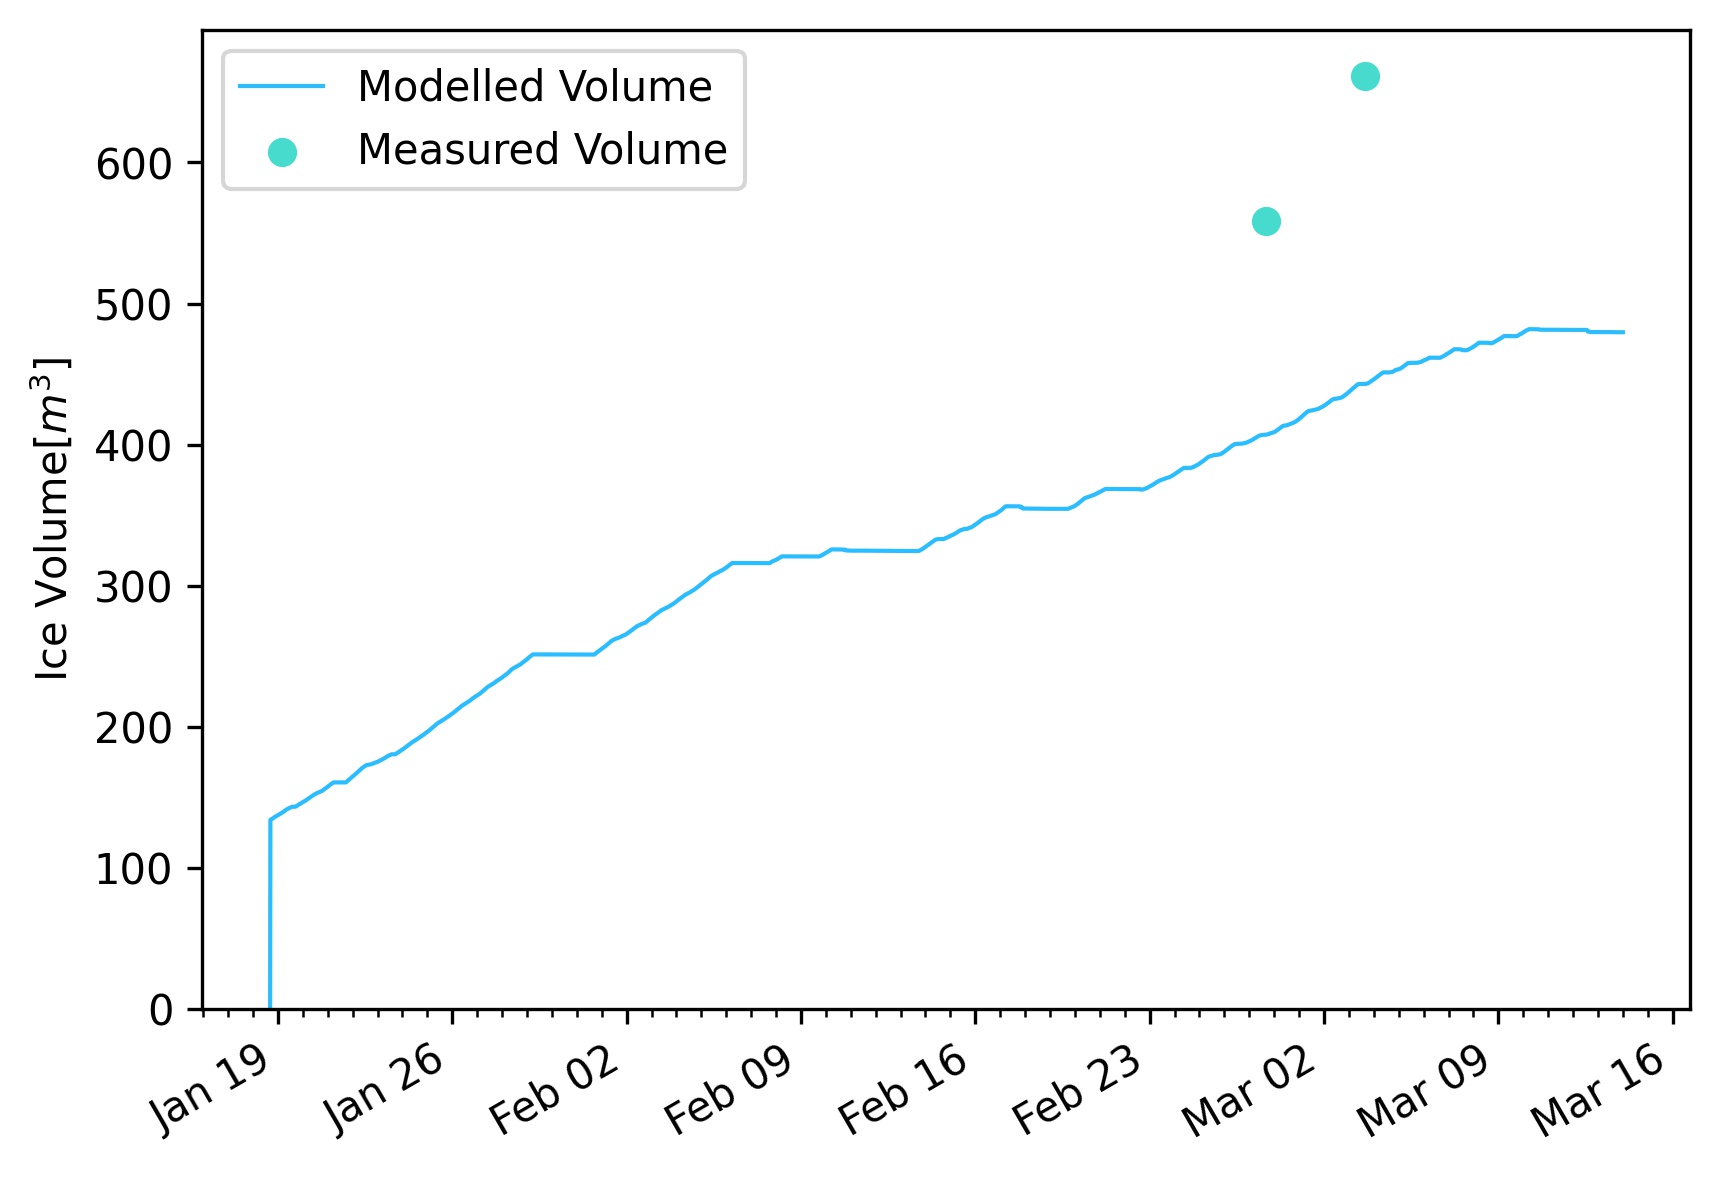 Modelled Volume
Measured Volume
Ice Volume[m³]
600
500
400
300
200
100
0
Jan 19
Jan 26
Feb 02
Feb 09
Feb 16
Feb 23
Mar 02
Mar 09
Mar 16